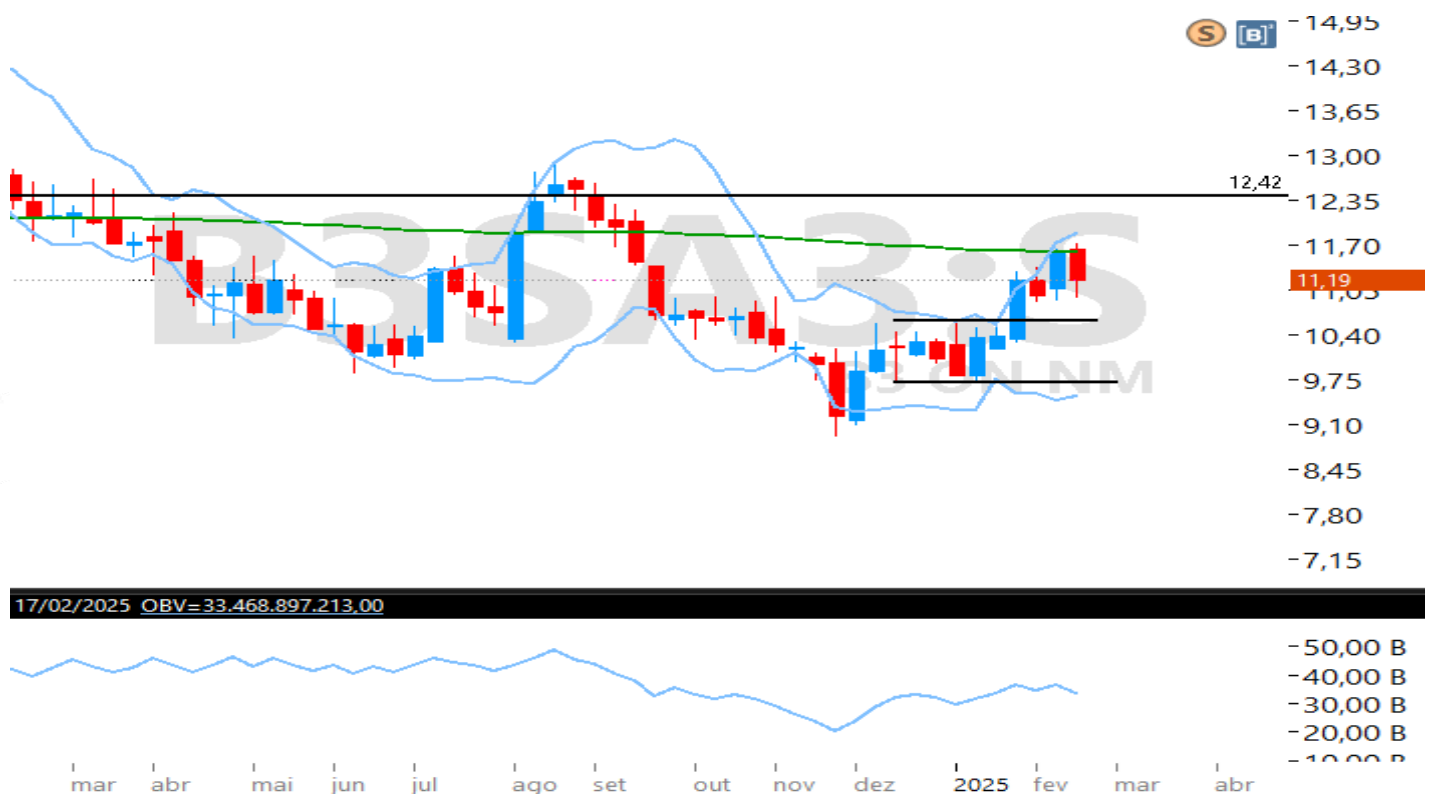 S
[B]³
14,95
14,30
13,65
13,00
12,42
12,35
11,70
11,19
11,05
10,40
9,75
9,10
8,45
7,80
7,15
B3SA3:S
B3 ON NM
17/02/2025 OBV=33.468.897.213,00
50,00 B
40,00 B
30,00 B
20,00 B
10,00 B
mar abr mai jun jul ago set out nov dez 2025 fev mar abr